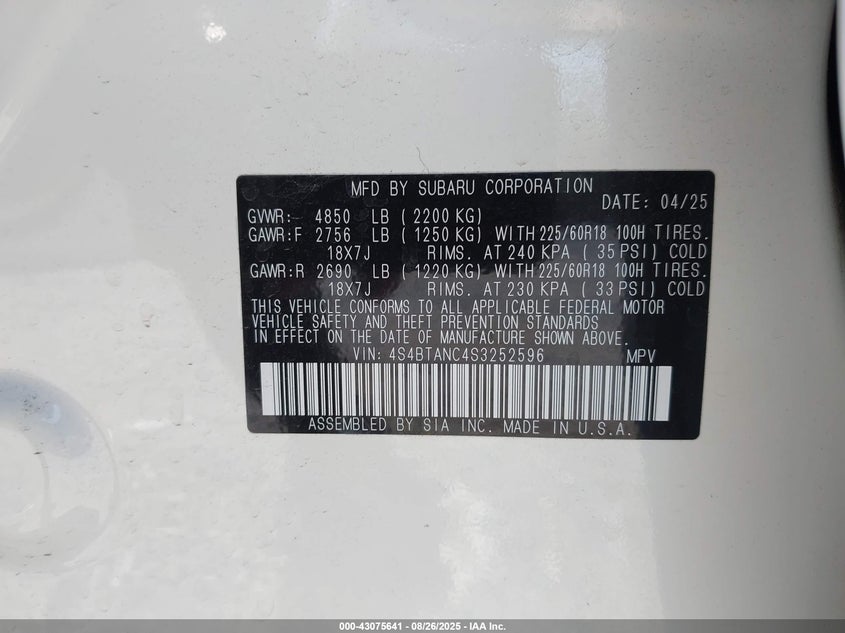 MFD BY SUBARU CORPORATION
DATE: 04/25
GVWR: 4850 LB (2200 KG)
GAWR:F 2756 LB (1250 KG) WITH 225/60R18 100H TIRES.
18X7J RIMS. AT 240 KPA (35 PSI) COLD
GAWR:R 2690 LB (1220 KG) WITH 225/60R18 100H TIRES.
18X7J RIMS. AT 230 KPA (33 PSI) COLD
THIS VEHICLE CONFORMS TO ALL APPLICABLE FEDERAL MOTOR
VEHICLE SAFETY AND THEFT PREVENTION STANDARDS
IN EFFECT ON THE DATE OF MANUFACTURE SHOWN ABOVE.
VIN: 4S4BTANC4S3252596 MPV
ASSEMBLED BY SIA INC. MADE IN U.S.A.
000-43075641 - 08/26/2025 - IAA Inc.